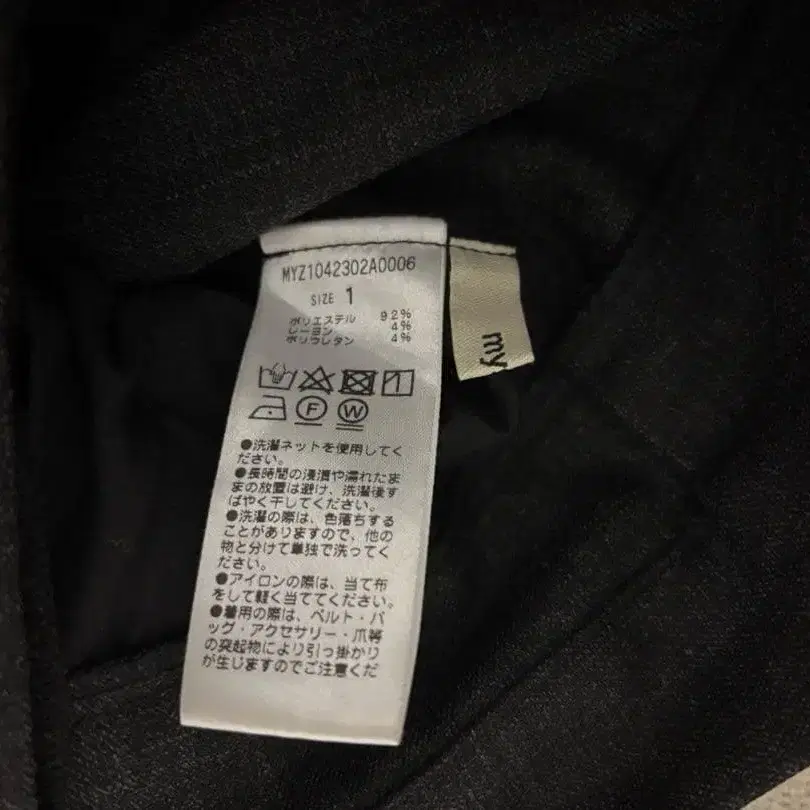 MYZ1042302A0006
SIZE 1
ポリエステル 92%
レーヨン 4%
ポリウレタン 4%
F W
●洗濯ネットを使用してく
ださい。
●長時間の浸漬や濡れたま
まの放置は避け、洗濯後す
ばやく干してください。
●洗濯の際は、色落ちする
ことがありますので、他の
物と分けて単独で洗ってく
ださい。
●アイロンの際は、当て布
をして軽く当ててください。
●着用の際は、ベルト・バ
ッグ・アクセサリー・爪等
の突起物により引っ掛かり
が生じますのでご注意くだ
my